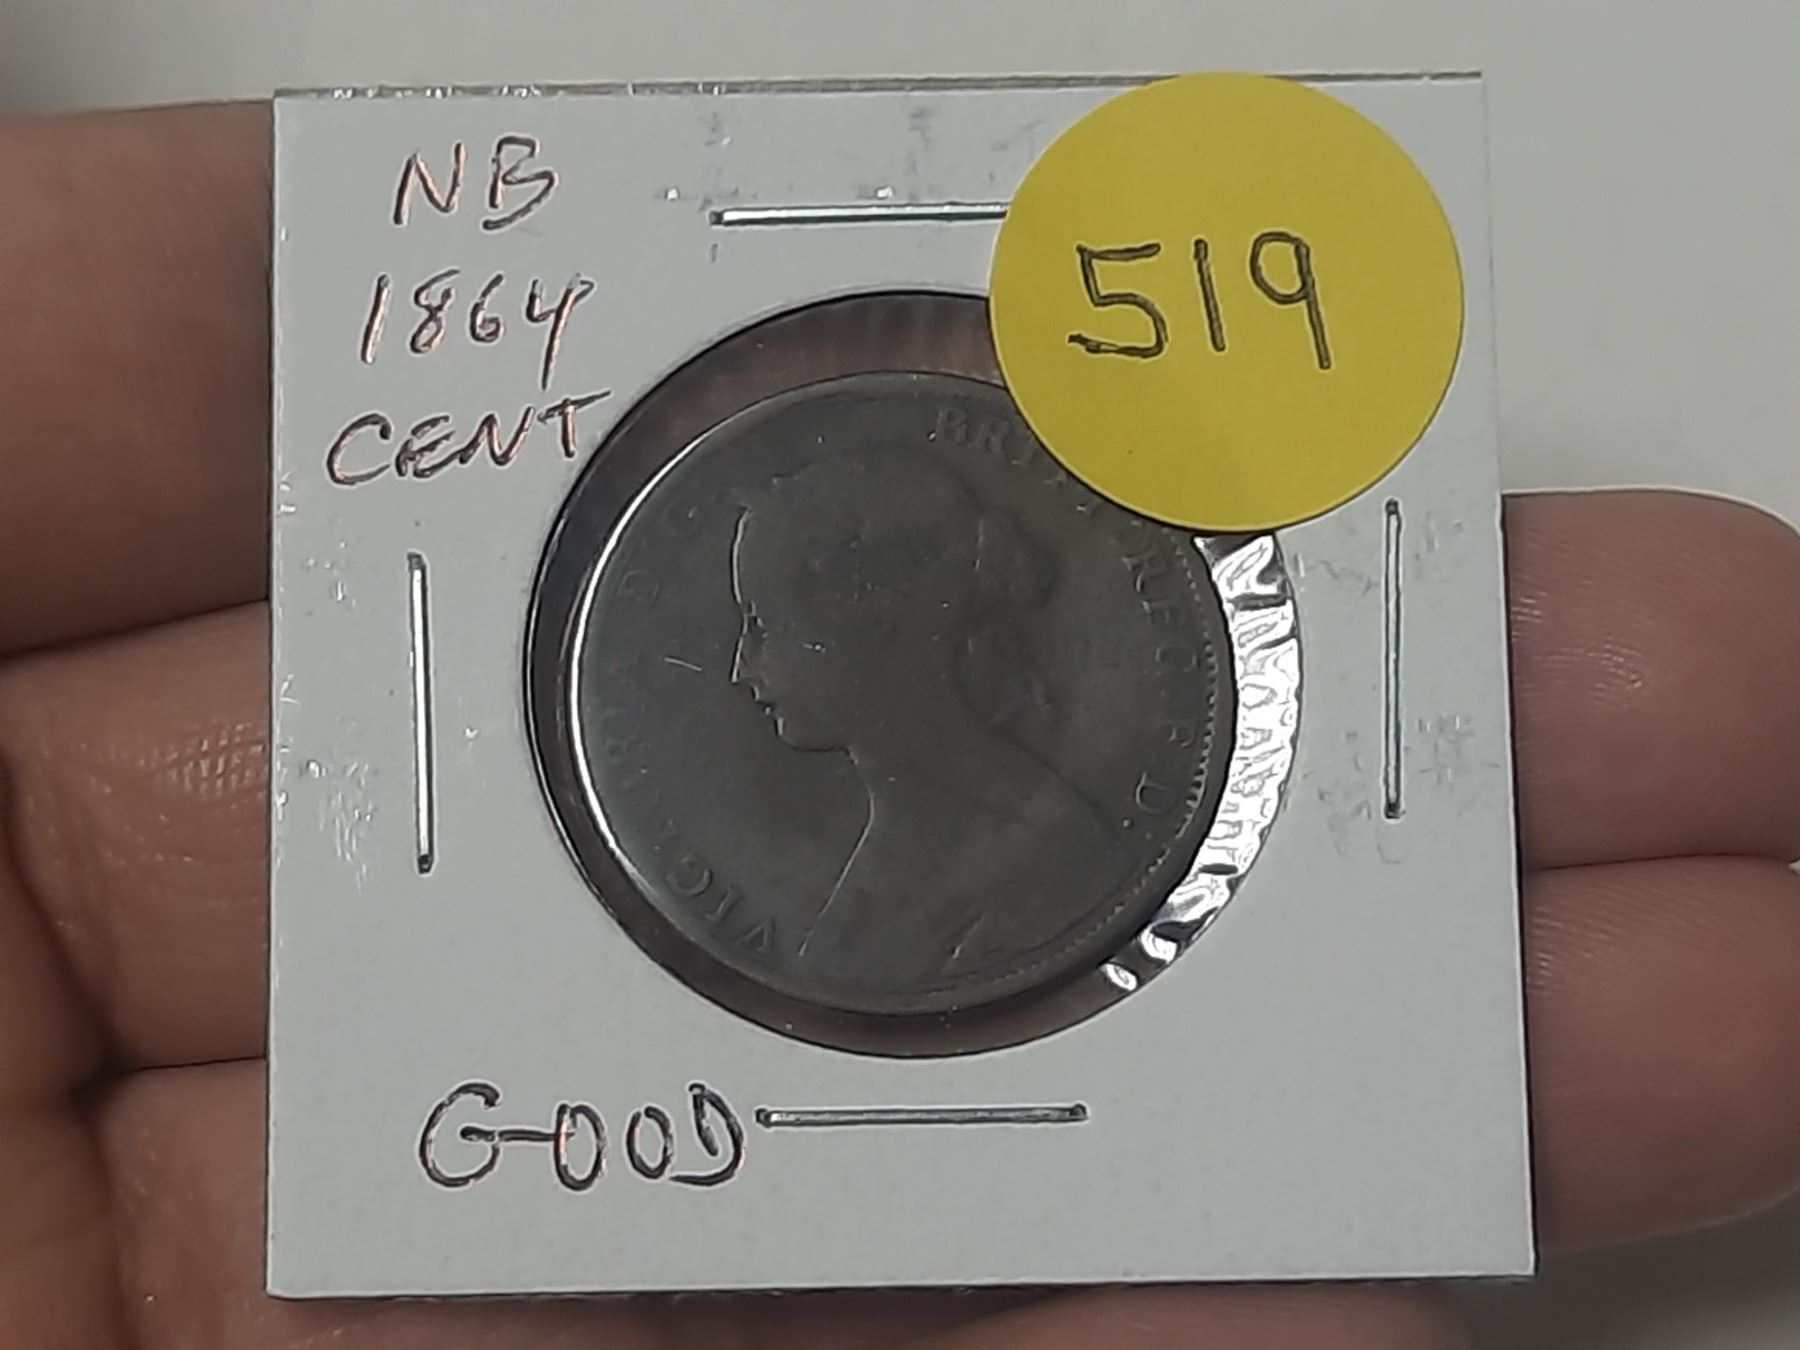 NB
1864
CENT
519
GOOD
VICTORIA D G BRITT REG F D.